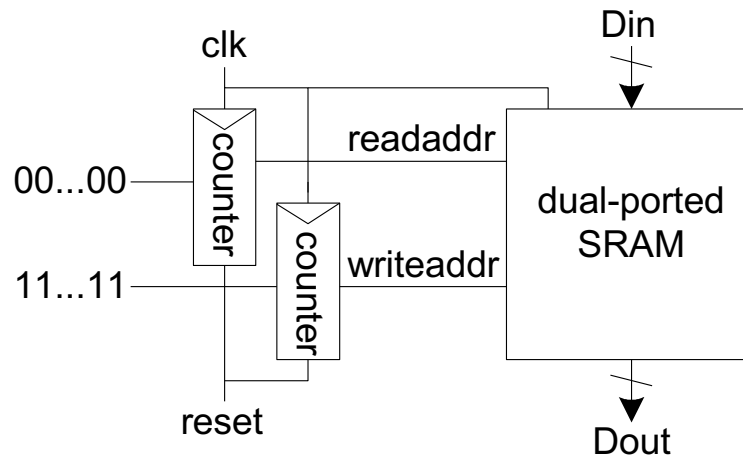 Din
clk
counter
readaddr
00...00
dual-ported
SRAM
counter
writeaddr
11...11
reset
Dout